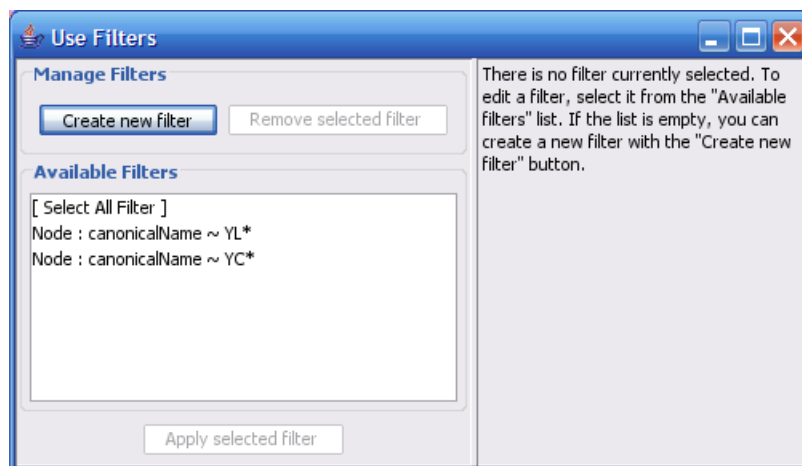 Use Filters
Manage Filters
Create new filter
Remove selected filter
Available Filters
[ Select All Filter ]
Node : canonicalName ~ YL*
Node : canonicalName ~ YC*
Apply selected filter
There is no filter currently selected. To
edit a filter, select it from the "Available
filters" list. If the list is empty, you can
create a new filter with the "Create new
filter" button.